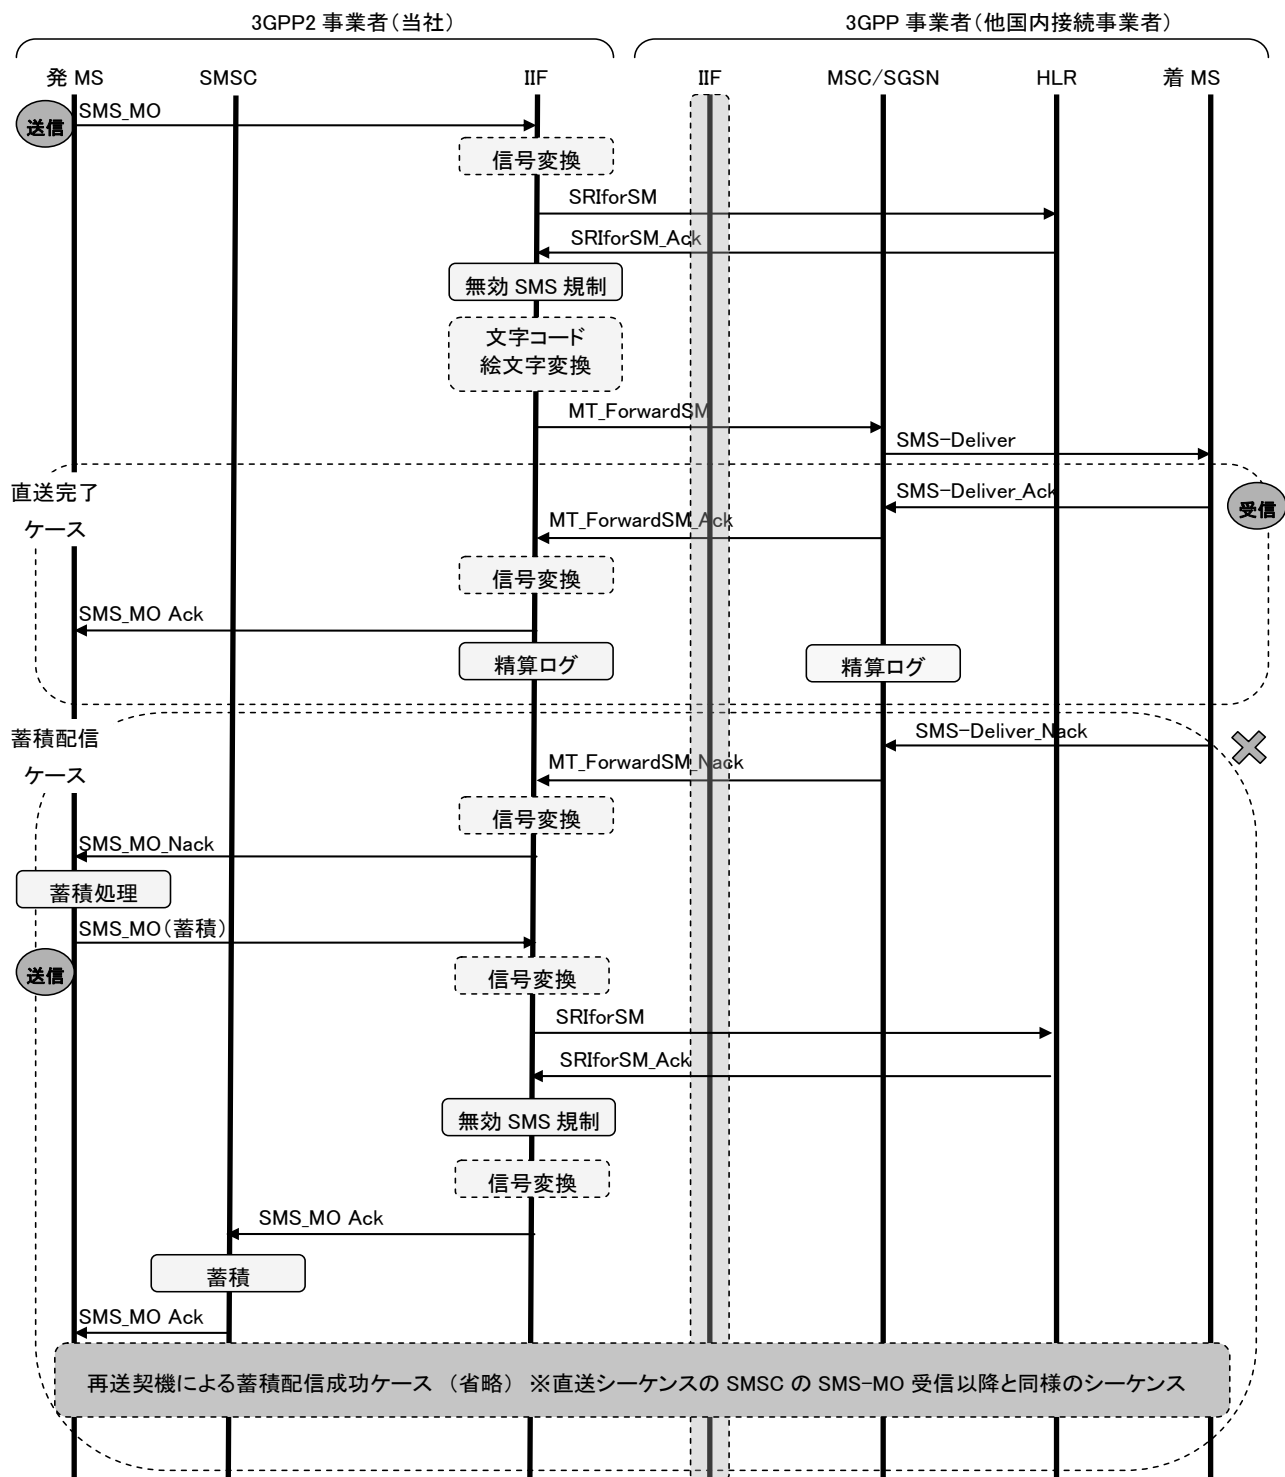 3GPP2 事業者（当社）
3GPP 事業者（他国内接続事業者）
発 MS
SMSC
IIF
IIF
MSC/SGSN
HLR
着 MS
送信
SMS_MO
信号変換
SRIforSM
SRIforSM_Ack
無効 SMS 規制
文字コード
絵文字変換
MT_ForwardSM
SMS-Deliver
直送完了
ケース
SMS-Deliver_Ack
受信
MT_ForwardSM_Ack
信号変換
SMS_MO Ack
精算ログ
精算ログ
蓄積配信
ケース
SMS-Deliver_Nack
MT_ForwardSM_Nack
信号変換
SMS_MO_Nack
蓄積処理
SMS_MO（蓄積）
送信
信号変換
SRIforSM
SRIforSM_Ack
無効 SMS 規制
信号変換
SMS_MO Ack
蓄積
SMS_MO Ack
再送契機による蓄積配信成功ケース （省略） ※直送シーケンスの SMSC の SMS-MO 受信以降と同様のシーケンス